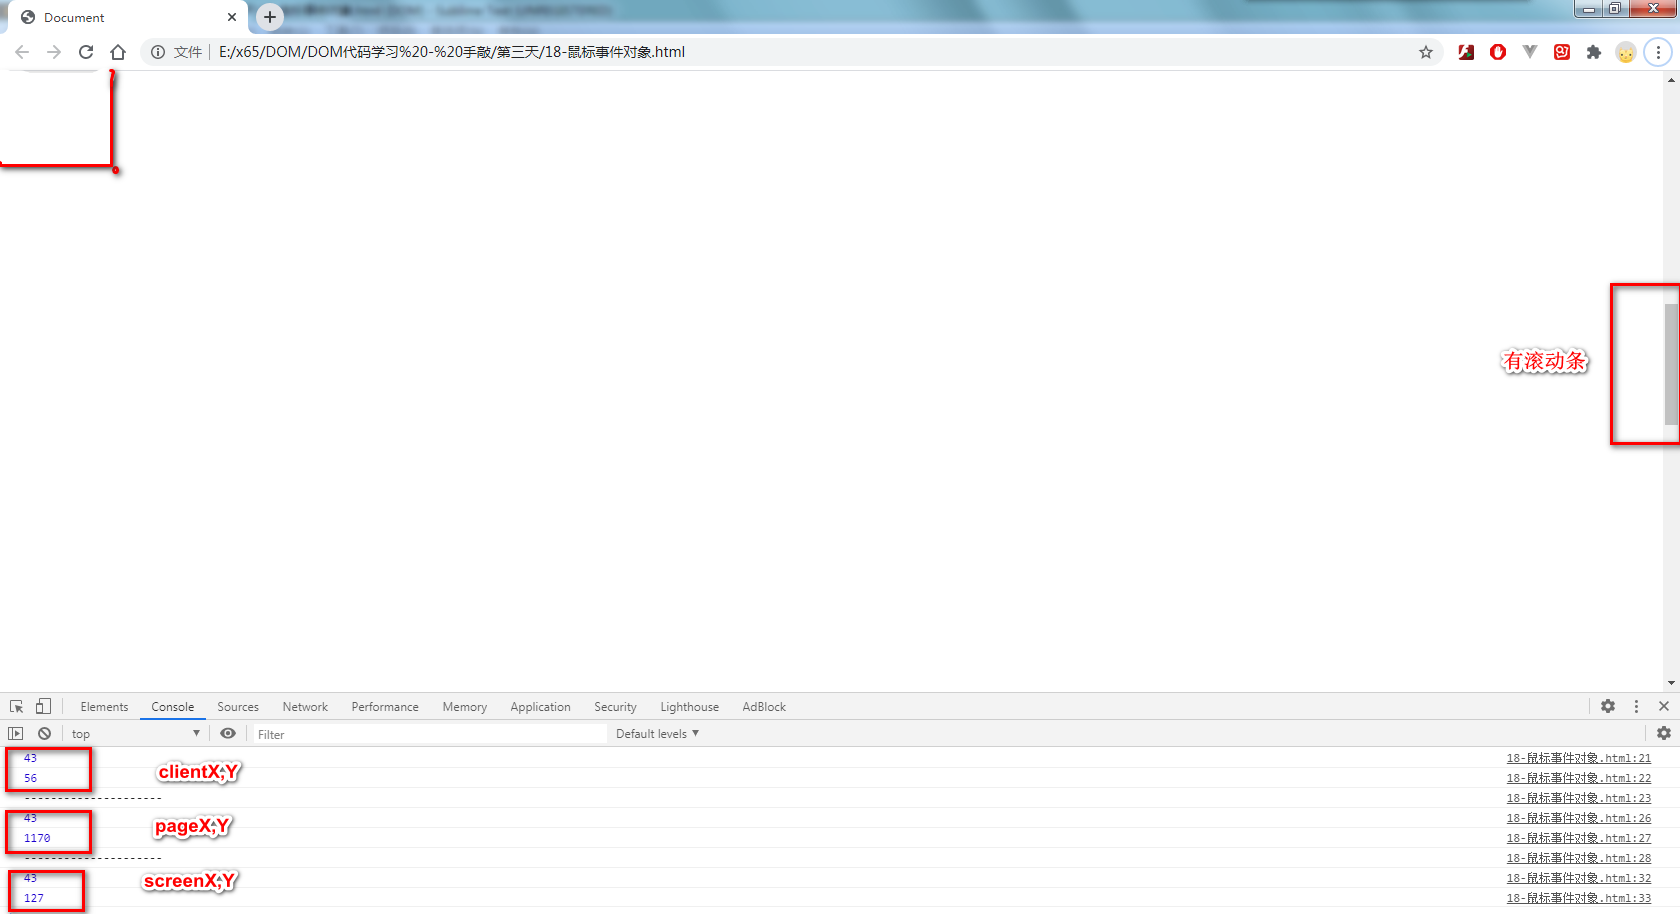 Document
文件 E:/x65/DOM/DOM代码学习%20-%20手敲/第三天/18-鼠标事件对象.html
有滚动条
Elements Console Sources Network Performance Memory Application Security Lighthouse AdBlock
top Filter Default levels
43 clientX,Y 18-鼠标事件对象.html:21
56 18-鼠标事件对象.html:22
--------------------- 18-鼠标事件对象.html:23
43 pageX,Y 18-鼠标事件对象.html:26
1170 18-鼠标事件对象.html:27
--------------------- 18-鼠标事件对象.html:28
43 screenX,Y 18-鼠标事件对象.html:32
127 18-鼠标事件对象.html:33